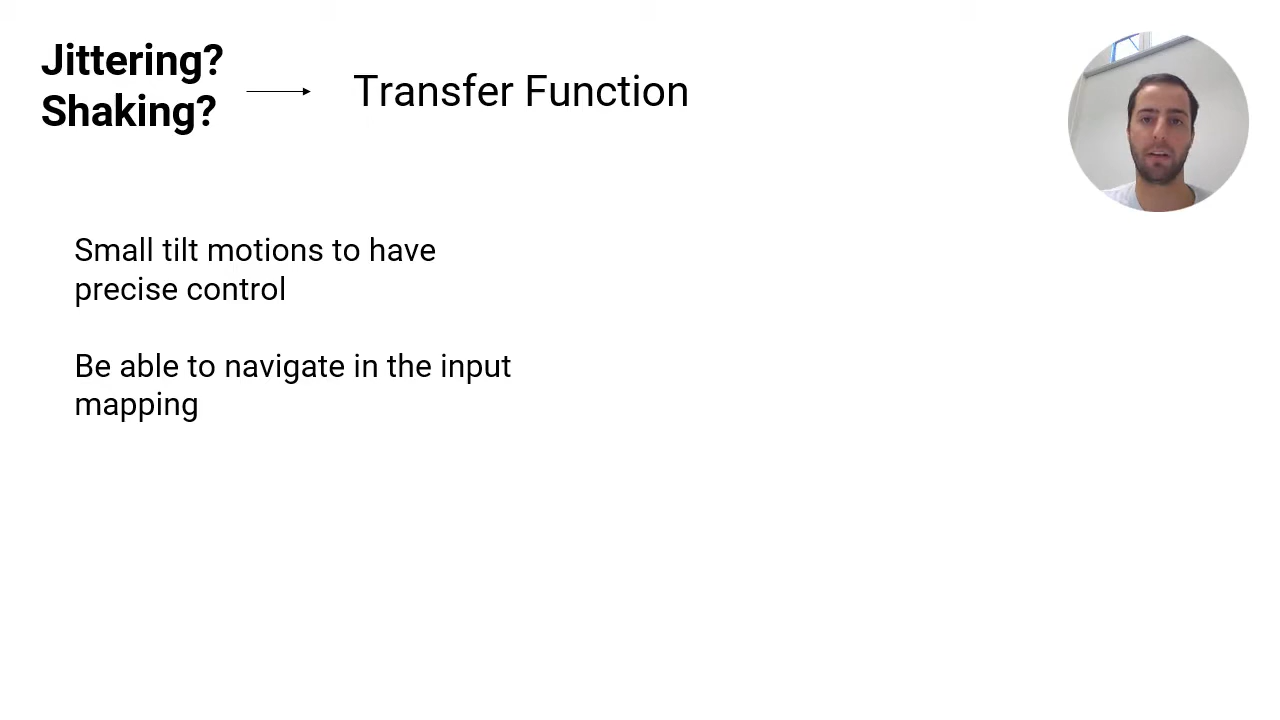 Jittering?
Shaking?
Transfer Function
Small tilt motions to have
precise control
Be able to navigate in the input
mapping